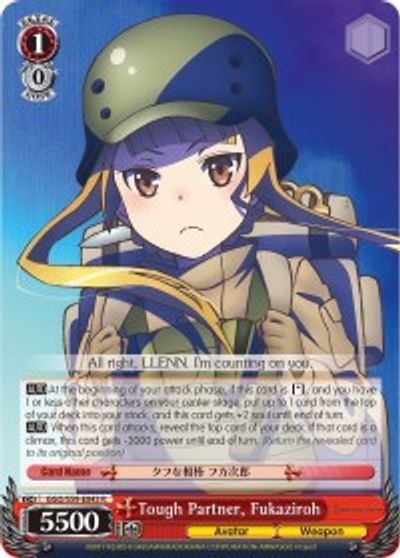 LEVEL
1
0
COST
All right, LLENN. I'm counting on you.
At the beginning of your attack phase, if this card is [ ], and you have
1 or less other characters on your center stage, put up to 1 card from the top
of your deck into your stock, and this card gets +2 soul until end of turn.
When this card attacks, reveal the top card of your deck. If that card is a
climax, this card gets -3000 power until end of turn. (Return the revealed card
to its original position)
Card Name タフな相棒 フカ次郎
5500 Tough Partner, Fukaziroh
Avatar Weapon